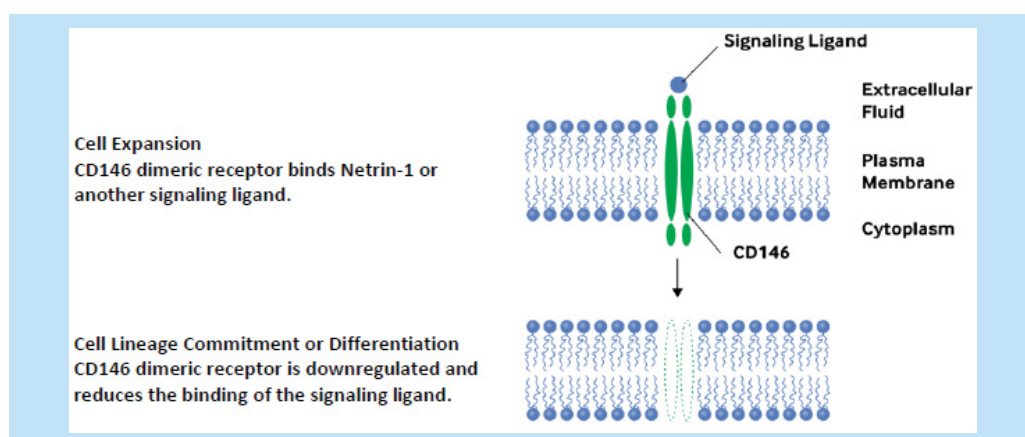 Signaling Ligand
Extracellular
Fluid
Cell Expansion
CD146 dimeric receptor binds Netrin-1 or
another signaling ligand.
Plasma
Membrane
Cytoplasm
CD146
Cell Lineage Commitment or Differentiation
CD146 dimeric receptor is downregulated and
reduces the binding of the signaling ligand.